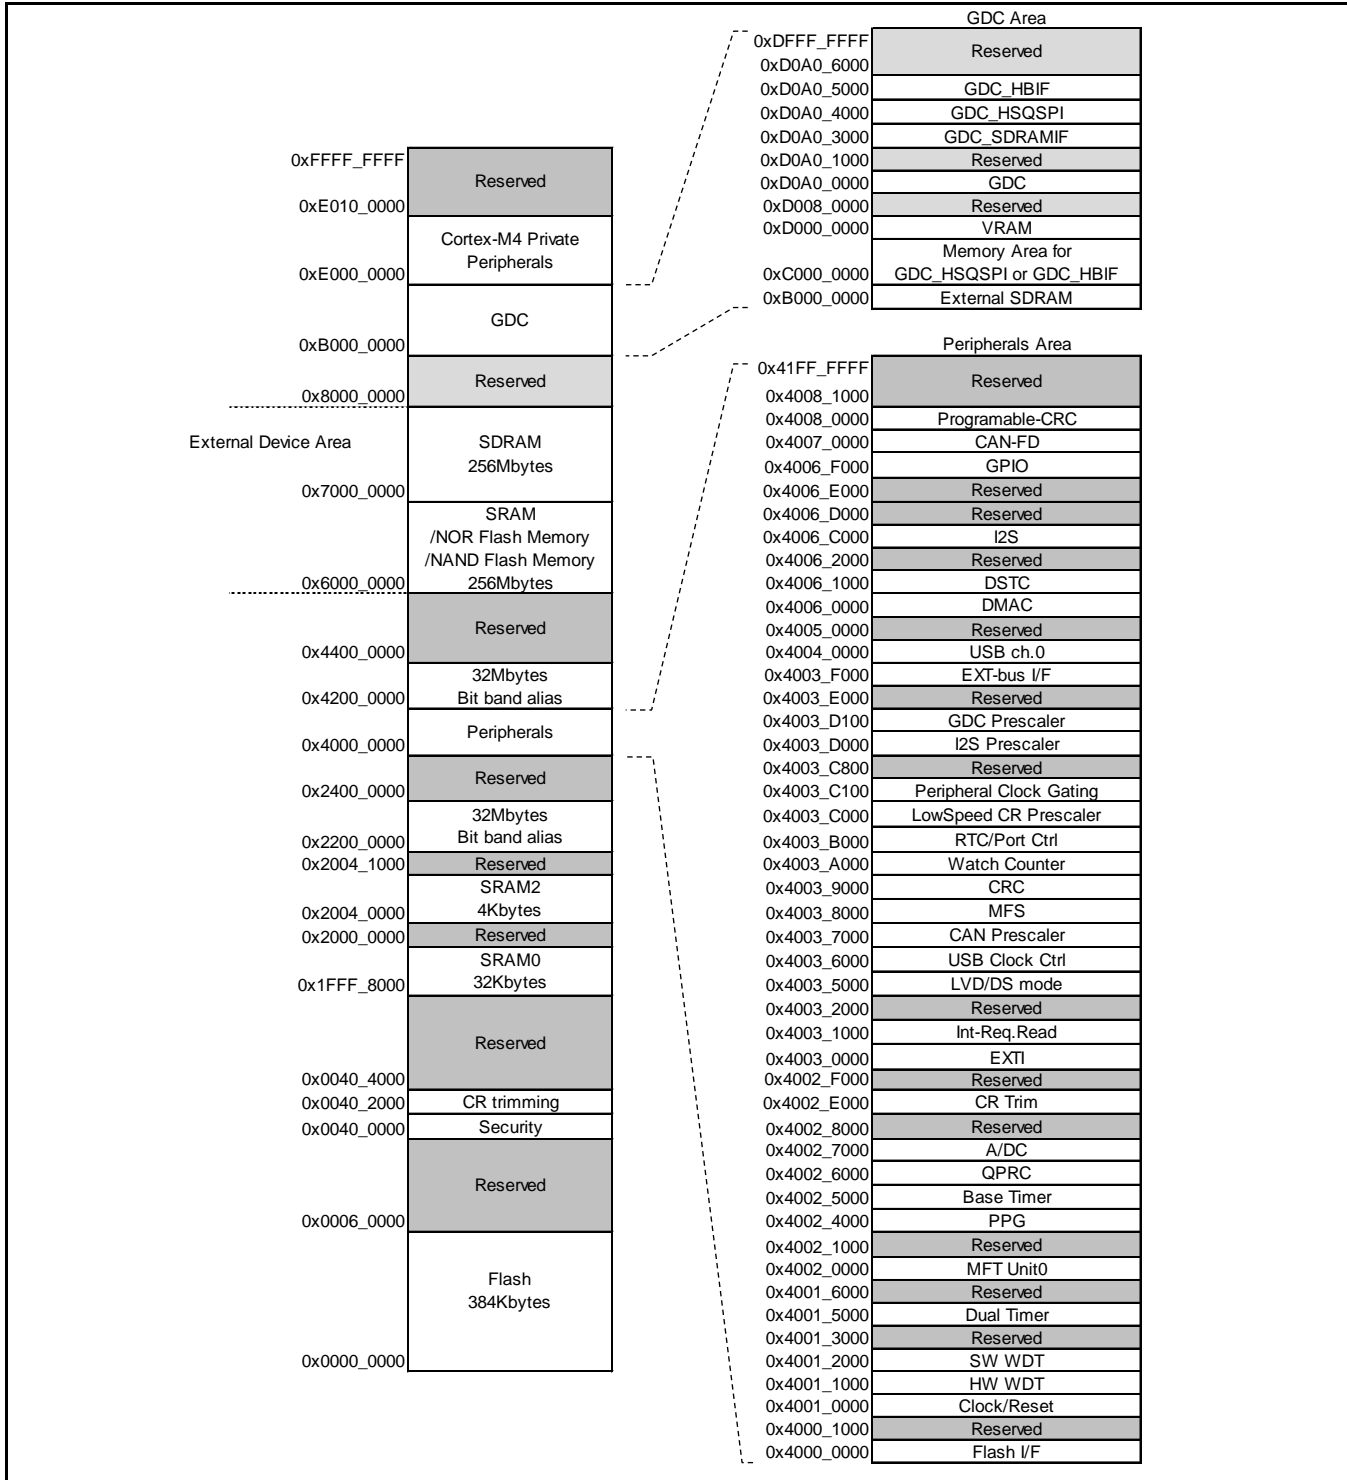 GDC Area
0xDFFF_FFFF
Reserved
0xD0A0_6000
0xD0A0_5000 GDC_HBIF
0xD0A0_4000 GDC_HSQSPI
0xD0A0_3000 GDC_SDRAMIF
0xD0A0_1000 Reserved
0xD0A0_0000 GDC
0xD008_0000 Reserved
0xD000_0000 VRAM
Memory Area for
0xC000_0000 GDC_HSQSPI or GDC_HBIF
0xB000_0000 External SDRAM
0xFFFF_FFFF
Reserved
0xE010_0000
Cortex-M4 Private
Peripherals
0xE000_0000
GDC
0xB000_0000
Reserved
0x8000_0000
External Device Area
SDRAM
256Mbytes
0x7000_0000
SRAM
/NOR Flash Memory
/NAND Flash Memory
0x6000_0000 256Mbytes
Reserved
0x4400_0000
32Mbytes
0x4200_0000 Bit band alias
Peripherals
0x4000_0000
Reserved
0x2400_0000
32Mbytes
0x2200_0000 Bit band alias
0x2004_1000 Reserved
SRAM2
0x2004_0000 4Kbytes
0x2000_0000 Reserved
SRAM0
0x1FFF_8000 32Kbytes
Reserved
0x0040_4000
0x0040_2000 CR trimming
0x0040_0000 Security
Reserved
0x0006_0000
Flash
384Kbytes
0x0000_0000
Peripherals Area
0x41FF_FFFF
Reserved
0x4008_1000
0x4008_0000 Programable-CRC
0x4007_0000 CAN-FD
0x4006_F000 GPIO
0x4006_E000 Reserved
0x4006_D000 Reserved
0x4006_C000 I2S
0x4006_2000 Reserved
0x4006_1000 DSTC
0x4006_0000 DMAC
0x4005_0000 Reserved
0x4004_0000 USB ch.0
0x4003_F000 EXT-bus I/F
0x4003_E000 Reserved
0x4003_D100 GDC Prescaler
0x4003_D000 I2S Prescaler
0x4003_C800 Reserved
0x4003_C100 Peripheral Clock Gating
0x4003_C000 LowSpeed CR Prescaler
0x4003_B000 RTC/Port Ctrl
0x4003_A000 Watch Counter
0x4003_9000 CRC
0x4003_8000 MFS
0x4003_7000 CAN Prescaler
0x4003_6000 USB Clock Ctrl
0x4003_5000 LVD/DS mode
0x4003_2000 Reserved
0x4003_1000 Int-Req.Read
0x4003_0000 EXTI
0x4002_F000 Reserved
0x4002_E000 CR Trim
0x4002_8000 Reserved
0x4002_7000 A/DC
0x4002_6000 QPRC
0x4002_5000 Base Timer
0x4002_4000 PPG
0x4002_1000 Reserved
0x4002_0000 MFT Unit0
0x4001_6000 Reserved
0x4001_5000 Dual Timer
0x4001_3000 Reserved
0x4001_2000 SW WDT
0x4001_1000 HW WDT
0x4001_0000 Clock/Reset
0x4000_1000 Reserved
0x4000_0000 Flash I/F